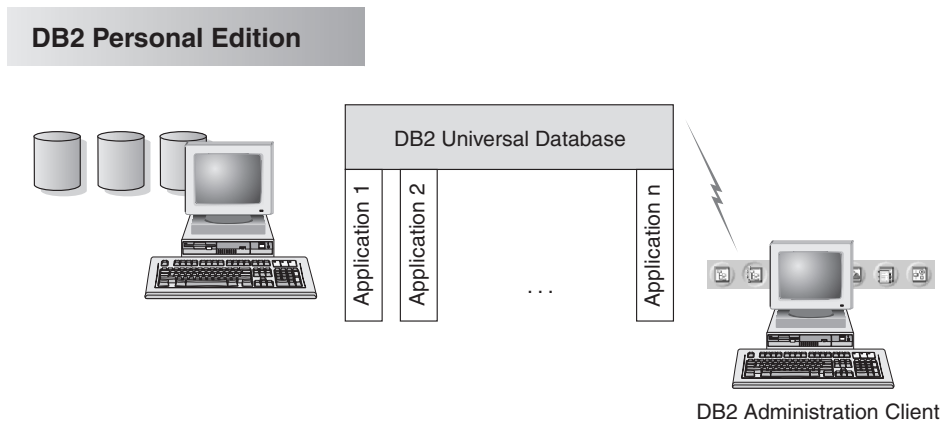 DB2 Personal Edition
DB2 Universal Database
Application 1
Application 2
. . .
Application n
DB2 Administration Client